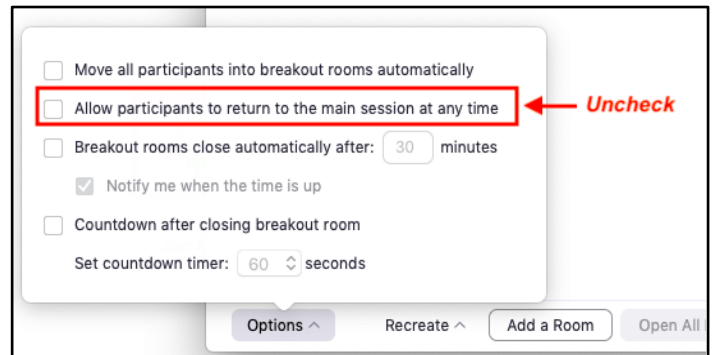 Move all participants into breakout rooms automatically
Allow participants to return to the main session at any time
Uncheck
Breakout rooms close automatically after: 30 minutes
Notify me when the time is up
Countdown after closing breakout room
Set countdown timer: 60 seconds
Options Recreate Add a Room Open All